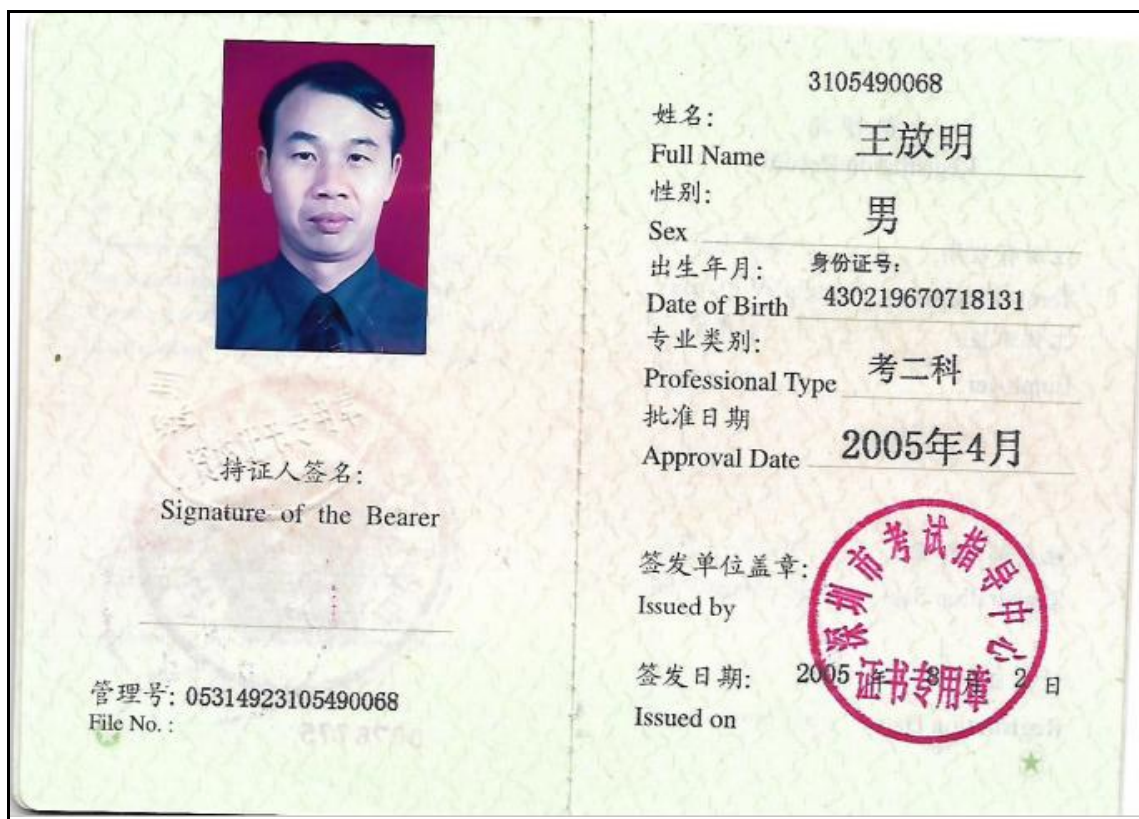 持证人签名:
Signature of the Bearer
管理号: 05314923105490068
File No. :
3105490068
姓名:
Full Name 王放明
性别:
Sex 男
出生年月: 身份证号:
Date of Birth 430219670718131
专业类别:
Professional Type 考二科
批准日期
Approval Date 2005年4月
签发单位盖章:
Issued by
深圳市考试指导中心
证书专用章
签发日期: 2005 年 8 月 2 日
Issued on